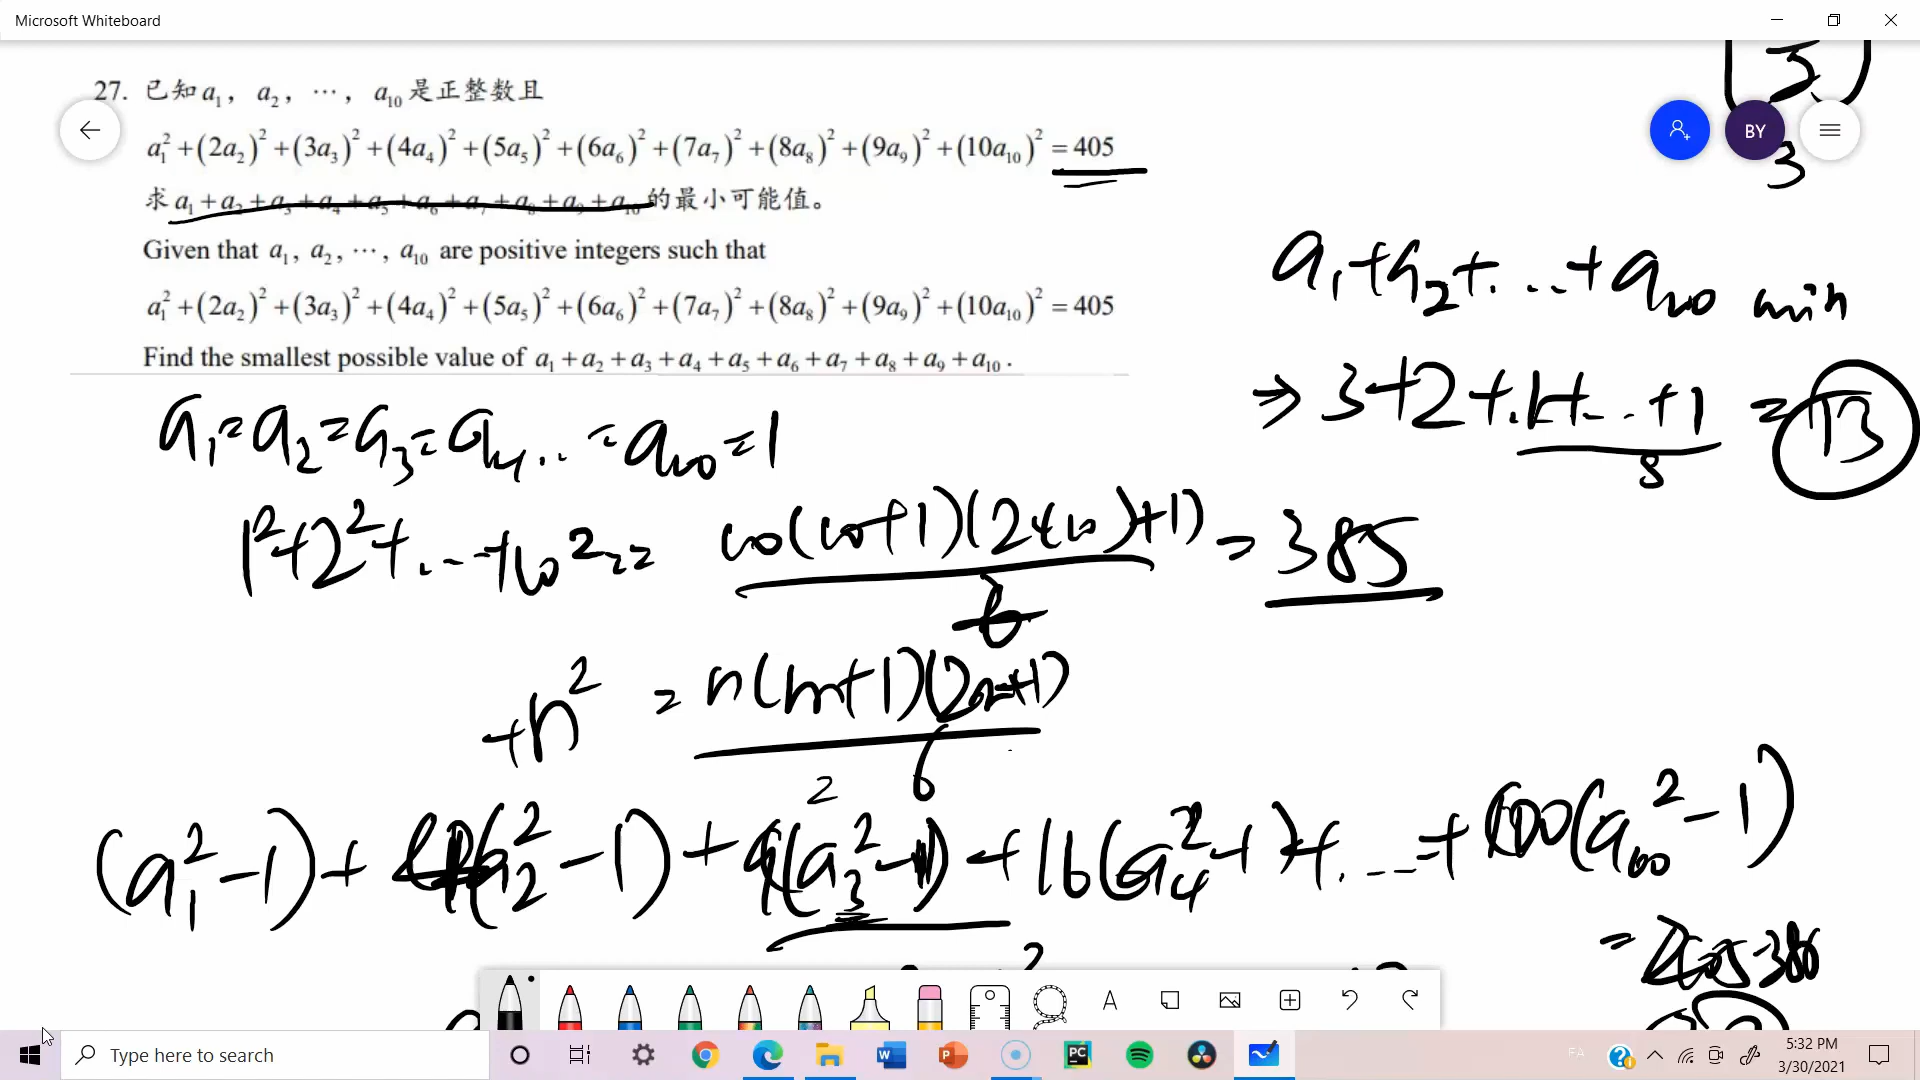 Microsoft Whiteboard
27. 已知 a₁, a₂, ⋯, a₁₀ 是正整数且
a₁² + (2a₂)² + (3a₃)² + (4a₄)² + (5a₅)² + (6a₆)² + (7a₇)² + (8a₈)² + (9a₉)² + (10a₁₀)² = 405
求 a₁ + a₂ + a₃ + a₄ + a₅ + a₆ + a₇ + a₈ + a₉ + a₁₀ 的最小可能值。
Given that a₁, a₂, ⋯, a₁₀ are positive integers such that
a₁² + (2a₂)² + (3a₃)² + (4a₄)² + (5a₅)² + (6a₆)² + (7a₇)² + (8a₈)² + (9a₉)² + (10a₁₀)² = 405
Find the smallest possible value of a₁ + a₂ + a₃ + a₄ + a₅ + a₆ + a₇ + a₈ + a₉ + a₁₀.
BY
3
a₁ + a₂ + ... + a₁₀ min
⇒ 3 + 2 + 1 + ... + 1 = 13
8
a₁ = a₂ = a₃ = a₄ .. = a₁₀ = 1
1² + 2² + ... + 10² = 10(10+1)(2(10)+1) = 385
6
+n² = n(n+1)(2n+1)
6
2
(a₁² - 1) + 4(a₂² - 1) + 9(a₃² - 1) + 16(a₄² - 1) + ... + 100(a₁₀² - 1)
Type here to search
5:32 PM
3/30/2021